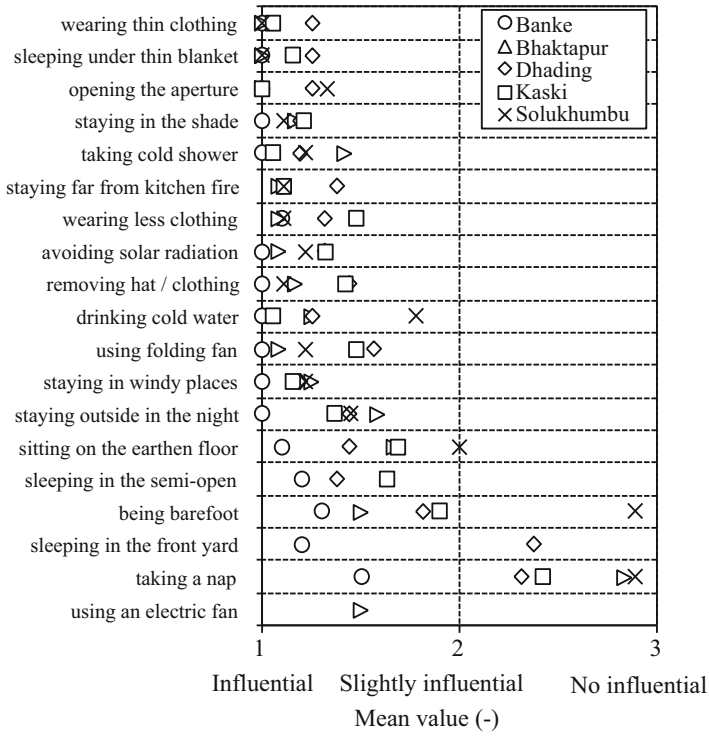 wearing thin clothing
sleeping under thin blanket
opening the aperture
staying in the shade
taking cold shower
staying far from kitchen fire
wearing less clothing
avoiding solar radiation
removing hat / clothing
drinking cold water
using folding fan
staying in windy places
staying outside in the night
sitting on the earthen floor
sleeping in the semi-open
being barefoot
sleeping in the front yard
taking a nap
using an electric fan
Banke
Bhaktapur
Dhading
Kaski
Solukhumbu
1 2 3
Influential Slightly influential No influential
Mean value (-)